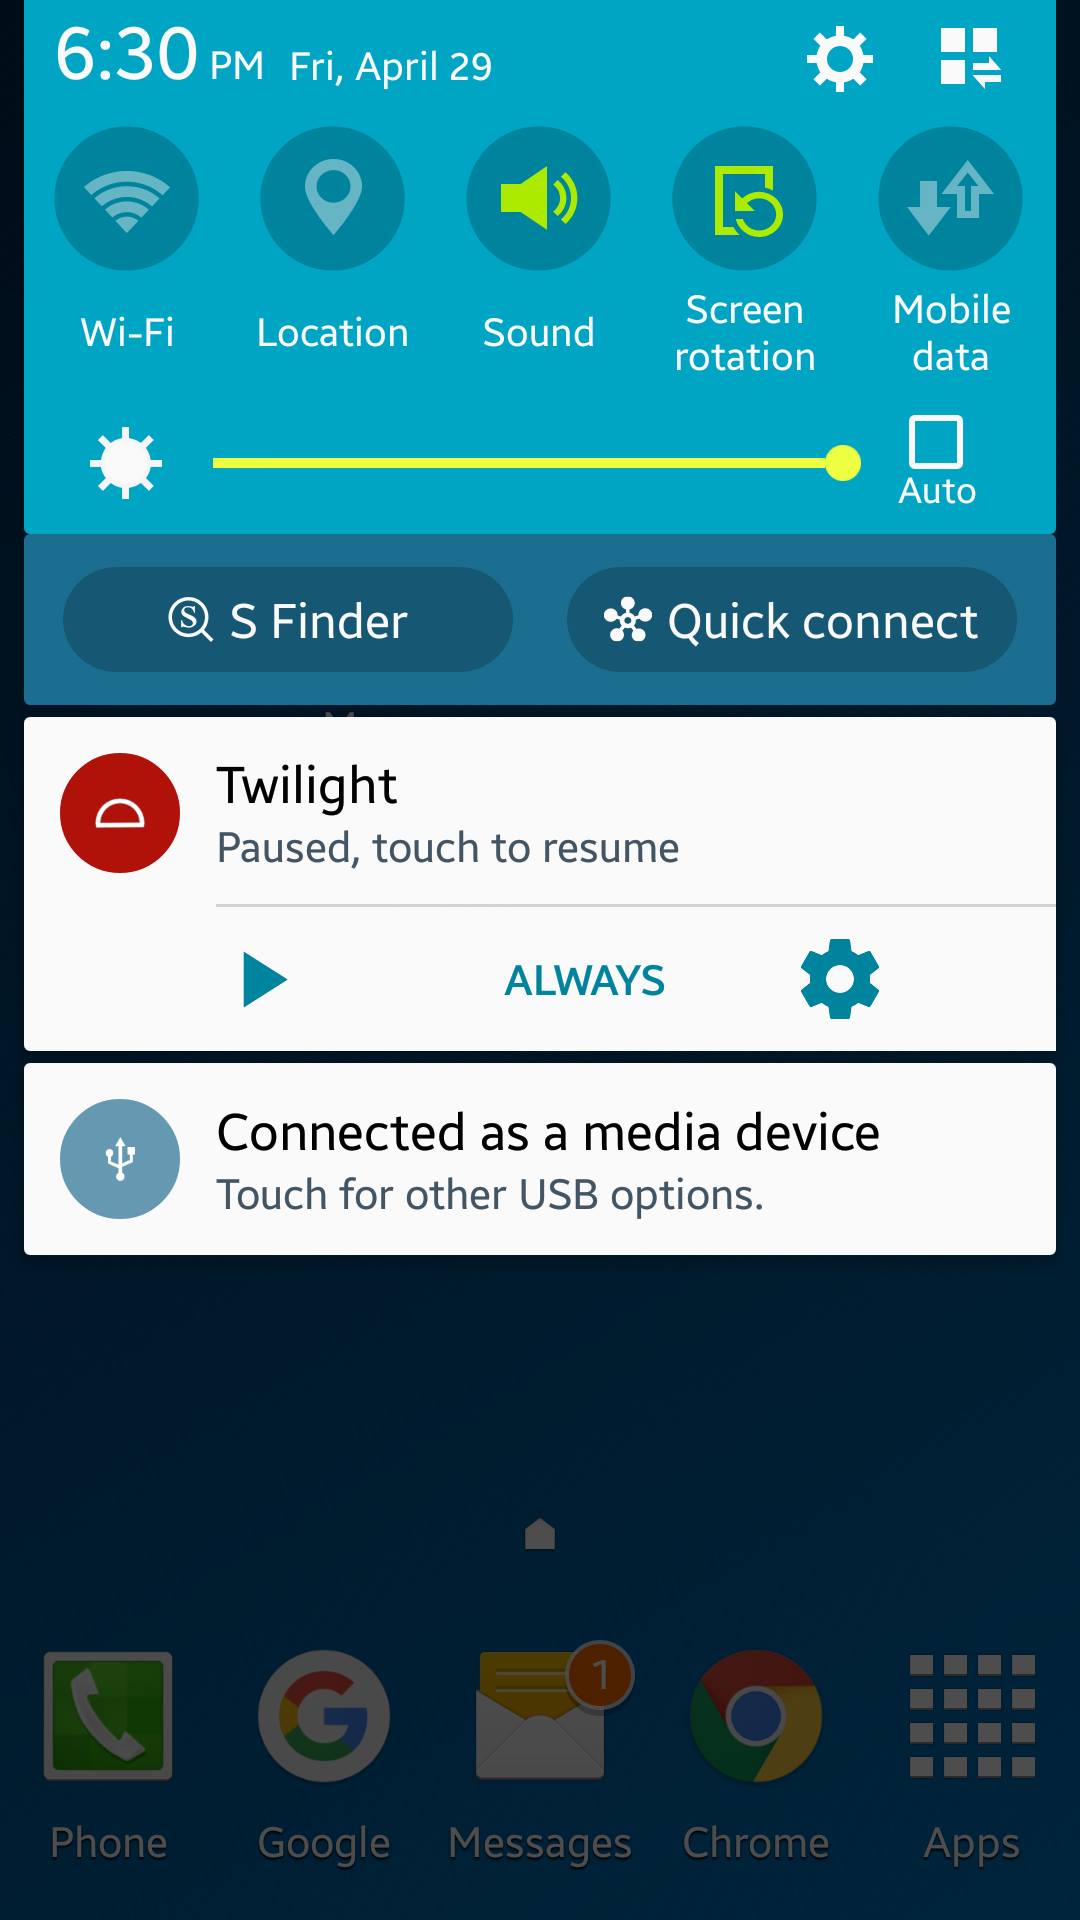 6:30 PM Fri, April 29
Wi-Fi
Location
Sound
Screen
rotation
Mobile
data
Auto
S Finder
Quick connect
Twilight
Paused, touch to resume
ALWAYS
Connected as a media device
Touch for other USB options.
1
Phone
Google
Messages
Chrome
Apps